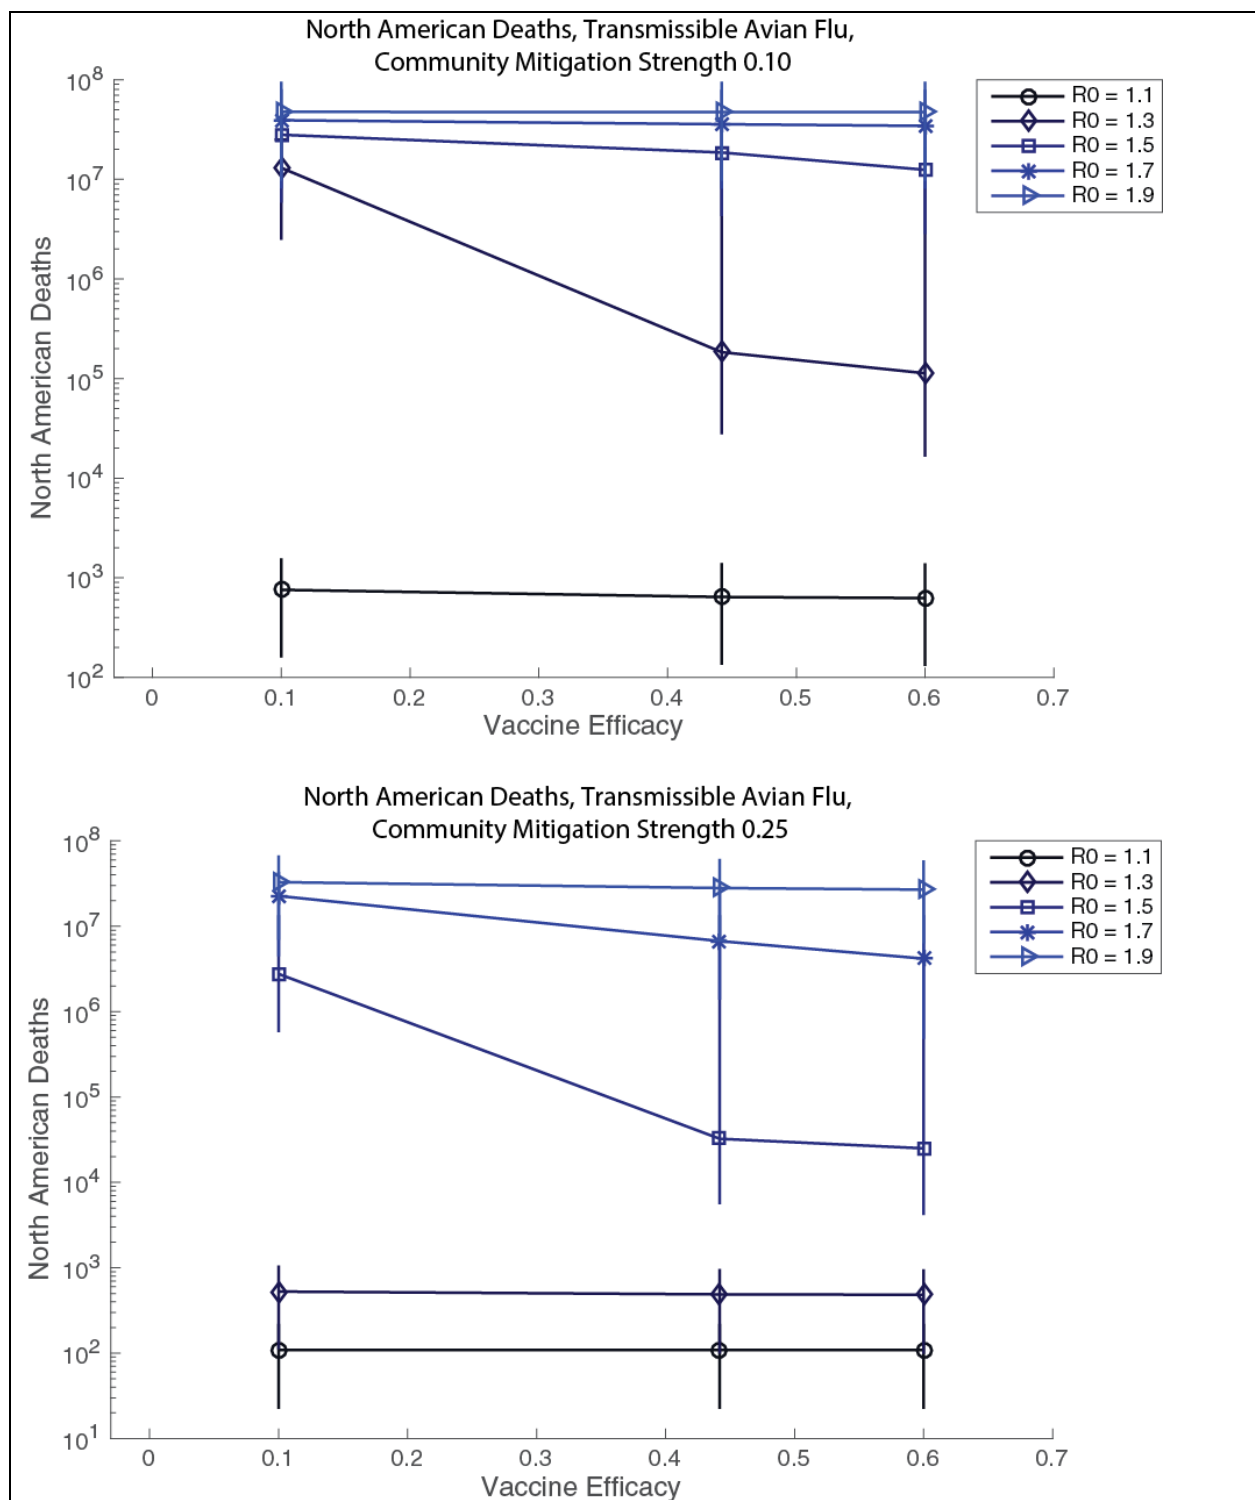 North American Deaths, Transmissible Avian Flu,
Community Mitigation Strength 0.10
10^8
10^7
10^6
10^5
10^4
10^3
10^2
North American Deaths
0 0.1 0.2 0.3 0.4 0.5 0.6 0.7
Vaccine Efficacy
R0 = 1.1
R0 = 1.3
R0 = 1.5
R0 = 1.7
R0 = 1.9
North American Deaths, Transmissible Avian Flu,
Community Mitigation Strength 0.25
10^8
10^7
10^6
10^5
10^4
10^3
10^2
10^1
North American Deaths
0 0.1 0.2 0.3 0.4 0.5 0.6 0.7
Vaccine Efficacy
R0 = 1.1
R0 = 1.3
R0 = 1.5
R0 = 1.7
R0 = 1.9